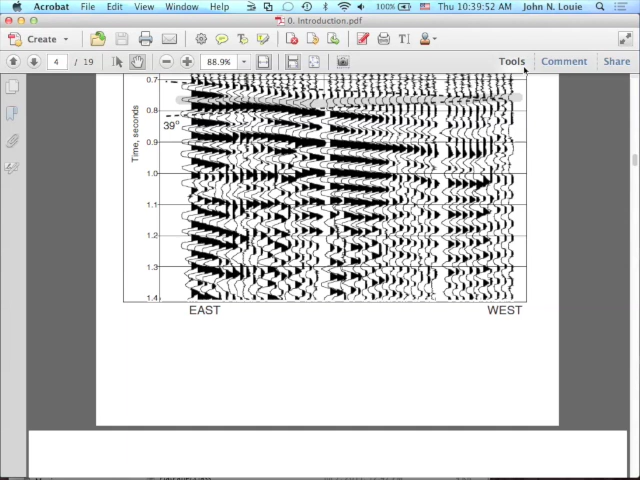 Acrobat File Edit View Window Help 100% Thu 10:39:52 AM John N. Louie
0. Introduction.pdf
Create
4 / 19 88.9% Tools Comment Share
0.7
0.8
39°
0.9
Time, seconds
1.0
1.1
1.2
1.3
1.4
EAST WEST